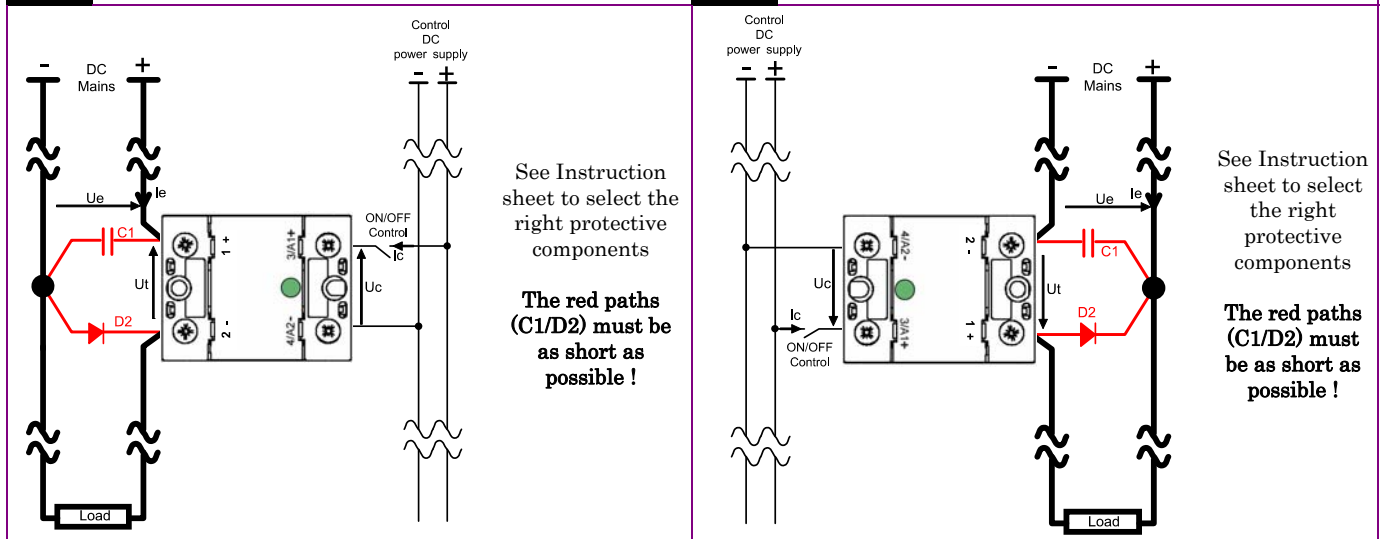 Control
DC
power supply
- +
- DC +
Mains
Ue
Ie
C1
1 +
3/A1+
ON/OFF
Control
Ic
Ut
Uc
D2
2 -
4/A2-
Load
See Instruction
sheet to select the
right protective
components
The red paths
(C1/D2) must be
as short as
possible !
Control
DC
power supply
- +
- DC +
Mains
Ue
Ie
4/A2-
2 -
C1
Uc
Ut
Ic
ON/OFF
Control
3/A1+
1 +
D2
Load
See Instruction
sheet to select
the right
protective
components
The red paths
(C1/D2) must
be as short as
possible !